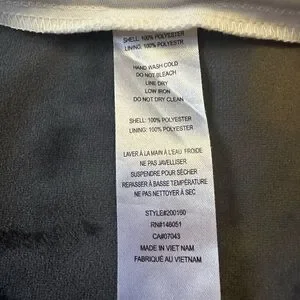 SHELL: 100% POLYESTER
LINING: 100% POLYESTR
HAND WASH COLD
DO NOT BLEACH
LINE DRY
LOW IRON
DO NOT DRY CLEAN
SHELL: 100% POLYESTER
LINING: 100% POLYESTER
LAVER À LA MAIN À L'EAU FROIDE
NE PAS JAVELLISER
SUSPENDRE POUR SÉCHER
REPASSER À BASSE TEMPÉRATURE
NE PAS NETTOYER À SEC
STYLE#200160
RN#146051
CA#07043
MADE IN VIET NAM
FABRIQUÉ AU VIETNAM